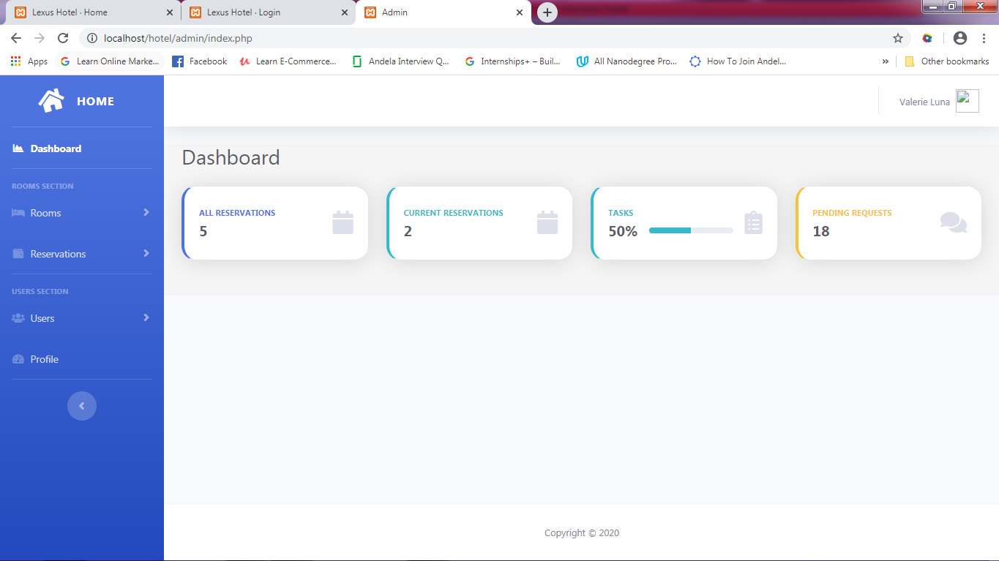 Lexus Hotel · Home
Lexus Hotel · Login
Admin
localhost/hotel/admin/index.php
Apps
Learn Online Marke...
Facebook
Learn E-Commerce...
Andela Interview Q...
Internships+ – Buil...
All Nanodegree Pro...
How To Join Andel...
»
Other bookmarks
HOME
Valerie Luna
Dashboard
ROOMS SECTION
Rooms
Reservations
USERS SECTION
Users
Profile
Dashboard
ALL RESERVATIONS
5
CURRENT RESERVATIONS
2
TASKS
50%
PENDING REQUESTS
18
Copyright © 2020